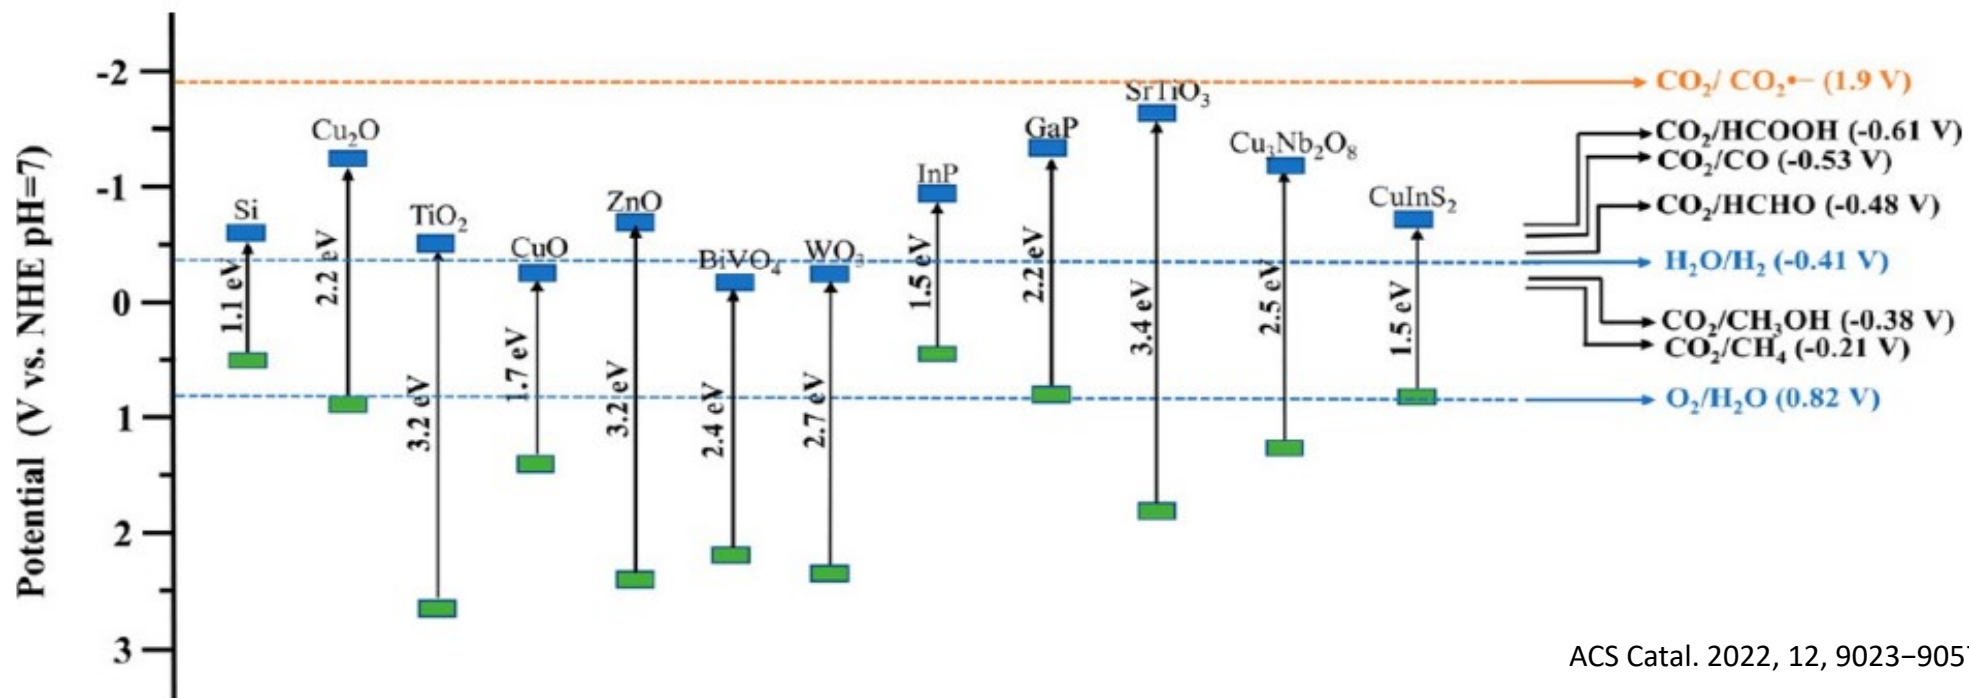 Potential (V vs. NHE pH=7)
-2
-1
0
1
2
3
Si
1.1 eV
Cu₂O
2.2 eV
TiO₂
3.2 eV
CuO
1.7 eV
ZnO
3.2 eV
BiVO₄
2.4 eV
WO₃
2.7 eV
InP
1.5 eV
GaP
2.2 eV
SrTiO₃
3.4 eV
Cu₃Nb₂O₈
2.5 eV
CuInS₂
1.5 eV
CO₂/ CO₂•− (1.9 V)
CO₂/HCOOH (-0.61 V)
CO₂/CO (-0.53 V)
CO₂/HCHO (-0.48 V)
H₂O/H₂ (-0.41 V)
CO₂/CH₃OH (-0.38 V)
CO₂/CH₄ (-0.21 V)
O₂/H₂O (0.82 V)
ACS Catal. 2022, 12, 9023−905